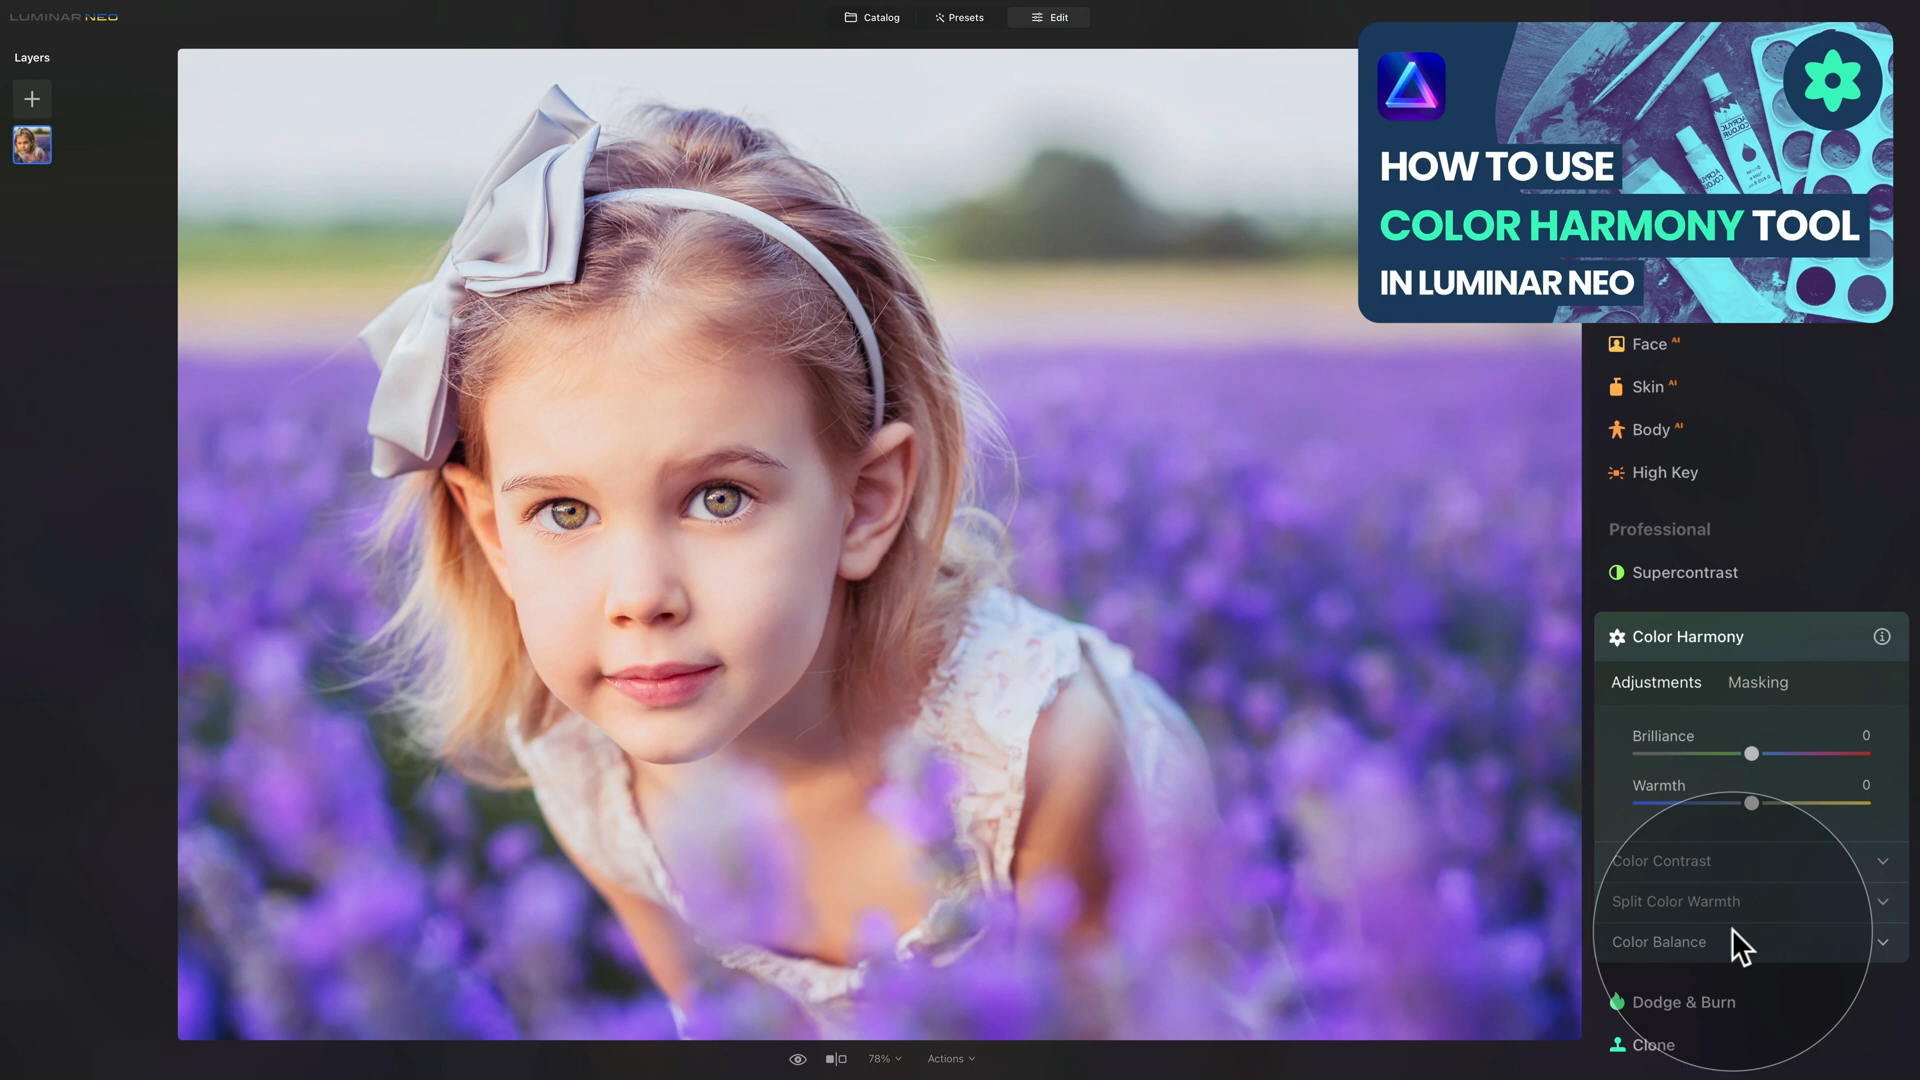 LUMINAR NEO
Catalog
Presets
Edit
Layers
HOW TO USE
COLOR HARMONY TOOL
IN LUMINAR NEO
Face AI
Skin AI
Body AI
High Key
Professional
Supercontrast
Color Harmony
Adjustments Masking
Brilliance 0
Warmth 0
Color Contrast
Split Color Warmth
Color Balance
Dodge & Burn
Clone
78%
Actions